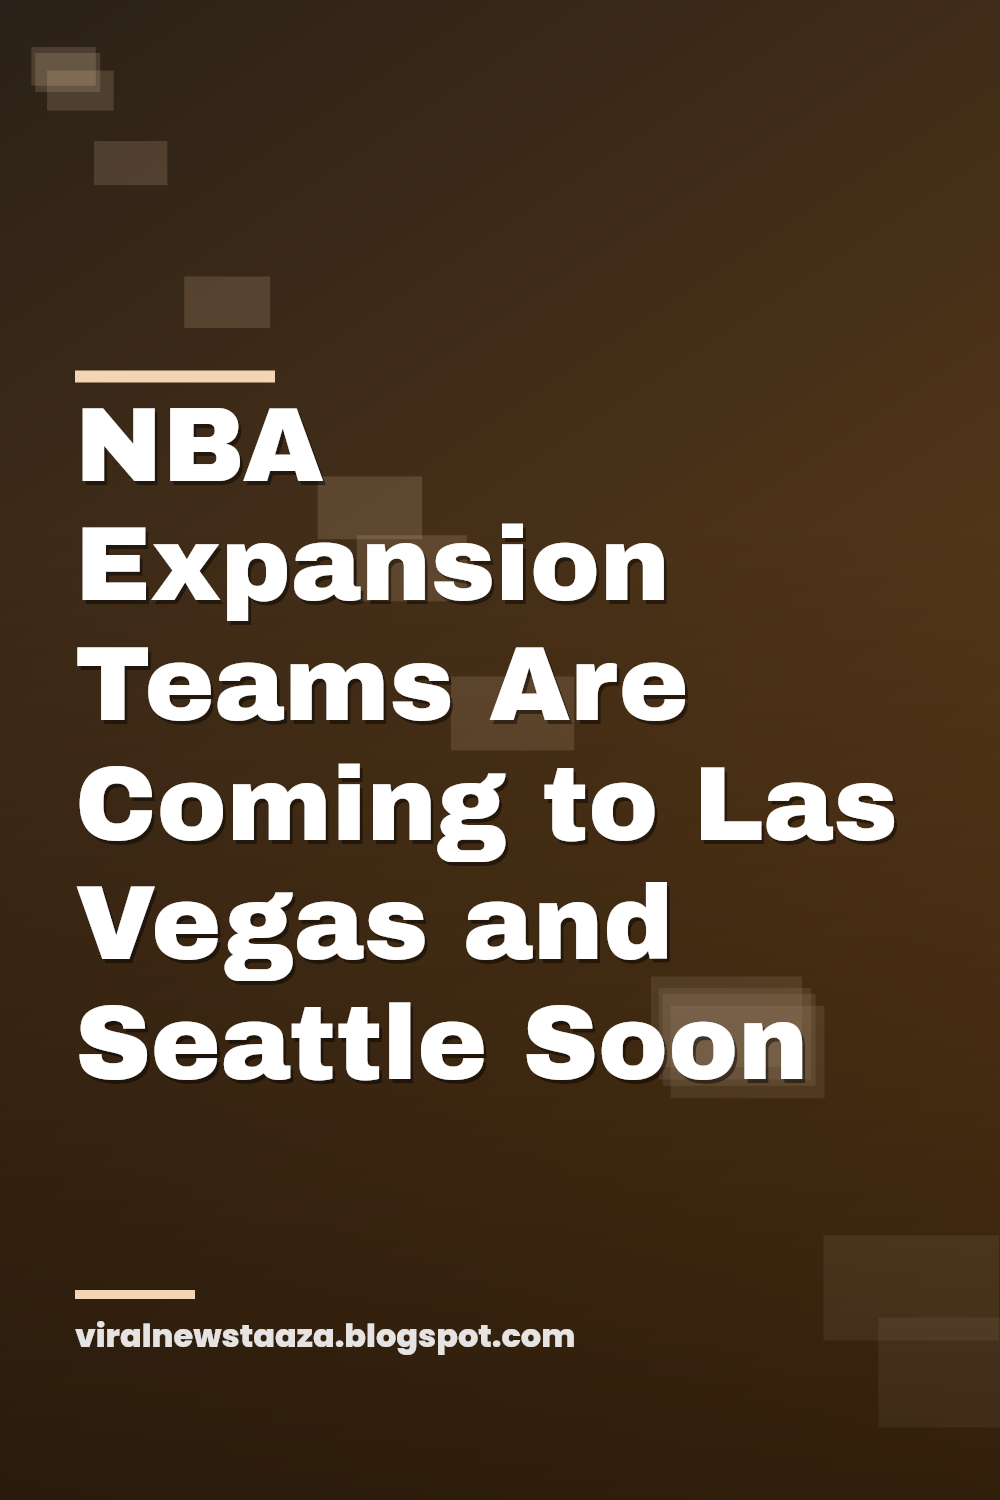 NBA
Expansion
Teams Are
Coming to Las
Vegas and
Seattle Soon
viralnewstaaza.blogspot.com